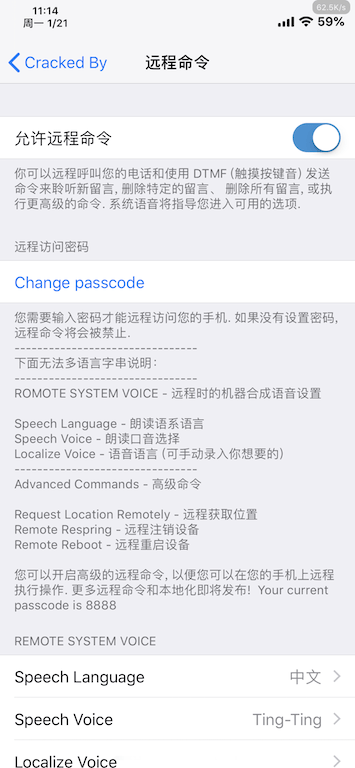 11:14
62.5K/s
周一 1/21
59%
Cracked By
远程命令
允许远程命令
你可以远程呼叫您的电话和使用 DTMF (触摸按键音) 发送
命令来聆听新留言, 删除特定的留言、 删除所有留言, 或执
行更高级的命令. 系统语音将指导您进入可用的选项.
远程访问密码
Change passcode
您需要输入密码才能远程访问您的手机. 如果没有设置密码,
远程命令将会被禁止.
--------------------------------
下面无法多语言字串说明：
--------------------------------
ROMOTE SYSTEM VOICE - 远程时的机器合成语音设置
Speech Language - 朗读语系语言
Speech Voice - 朗读口音选择
Localize Voice - 语音语言 (可手动录入你想要的)
--------------------------------
Advanced Commands - 高级命令
Request Location Remotely - 远程获取位置
Remote Respring - 远程注销设备
Remote Reboot - 远程重启设备
您可以开启高级的远程命令, 以便您可以在您的手机上远程
执行操作. 更多远程命令和本地化即将发布! Your current
passcode is 8888
REMOTE SYSTEM VOICE
Speech Language 中文
Speech Voice Ting-Ting
Localize Voice